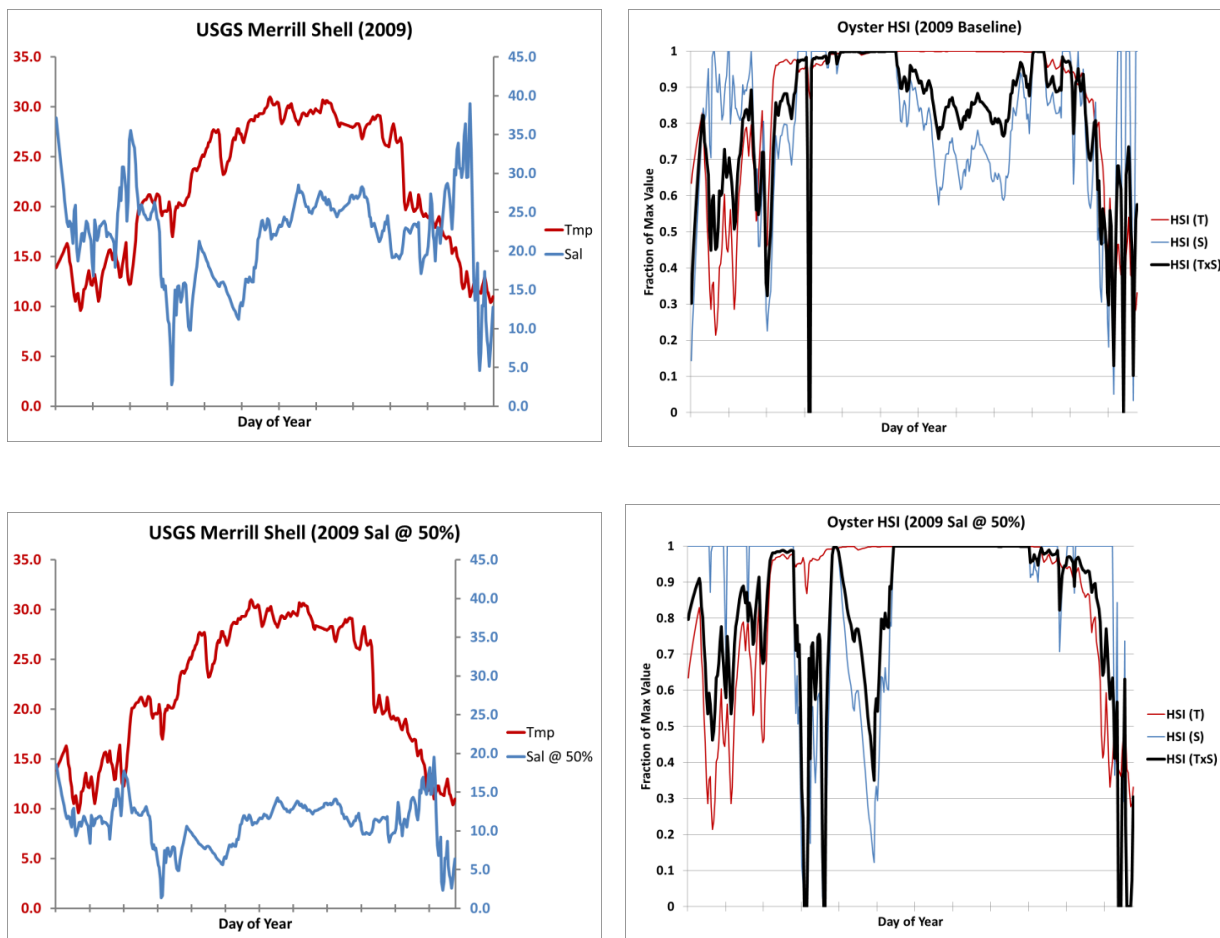 USGS Merrill Shell (2009)
35.0
30.0
25.0
20.0
15.0
10.0
5.0
0.0
45.0
40.0
35.0
30.0
25.0
20.0
15.0
10.0
5.0
0.0
Tmp
Sal
Day of Year
Oyster HSI (2009 Baseline)
Fraction of Max Value
1
0.9
0.8
0.7
0.6
0.5
0.4
0.3
0.2
0.1
0
HSI (T)
HSI (S)
HSI (TxS)
Day of Year
USGS Merrill Shell (2009 Sal @ 50%)
35.0
30.0
25.0
20.0
15.0
10.0
5.0
0.0
45.0
40.0
35.0
30.0
25.0
20.0
15.0
10.0
5.0
0.0
Tmp
Sal @ 50%
Day of Year
Oyster HSI (2009 Sal @ 50%)
Fraction of Max Value
1
0.9
0.8
0.7
0.6
0.5
0.4
0.3
0.2
0.1
0
HSI (T)
HSI (S)
HSI (TxS)
Day of Year